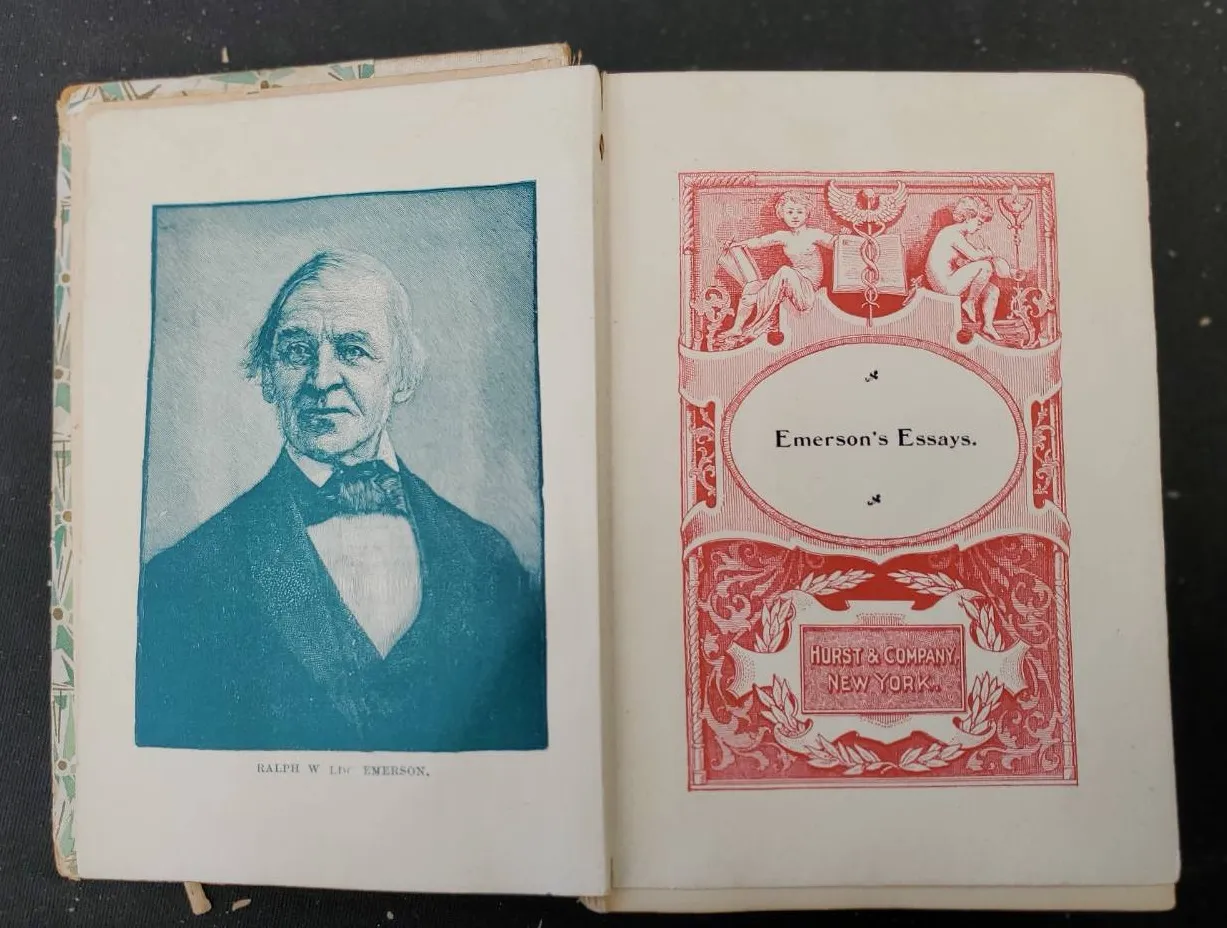 RALPH W EMERSON.
Emerson's Essays.
HURST & COMPANY,
NEW YORK.